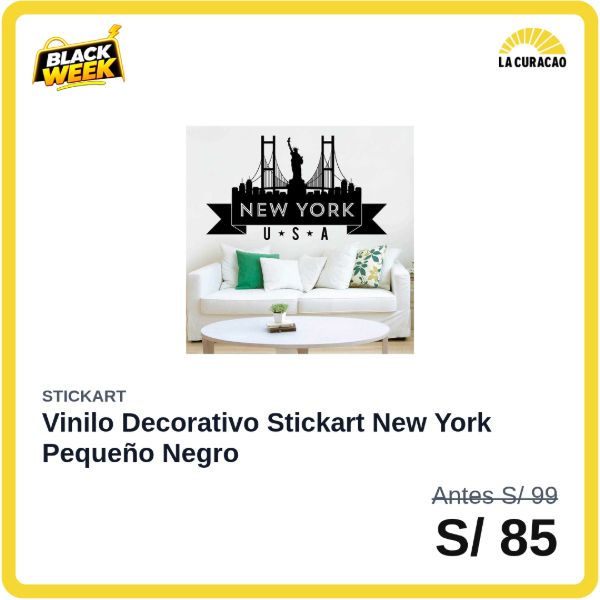 BLACK
WEEK
LA CURACAO
NEW YORK
U★S★A
STICKART
Vinilo Decorativo Stickart New York
Pequeño Negro
Antes S/ 99
S/ 85